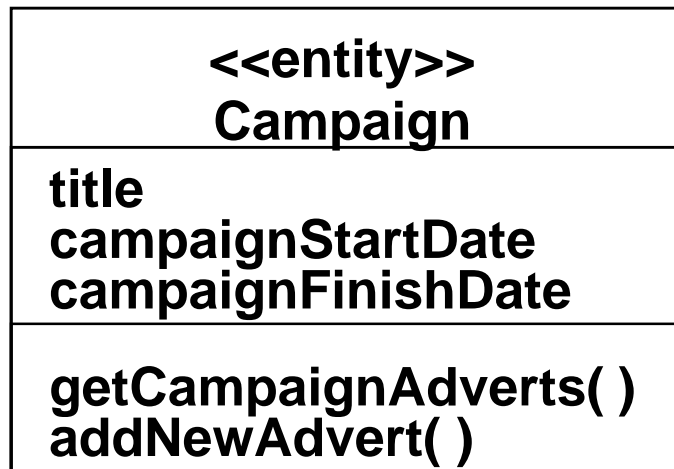 <<entity>>
Campaign
title
campaignStartDate
campaignFinishDate
getCampaignAdverts( )
addNewAdvert( )